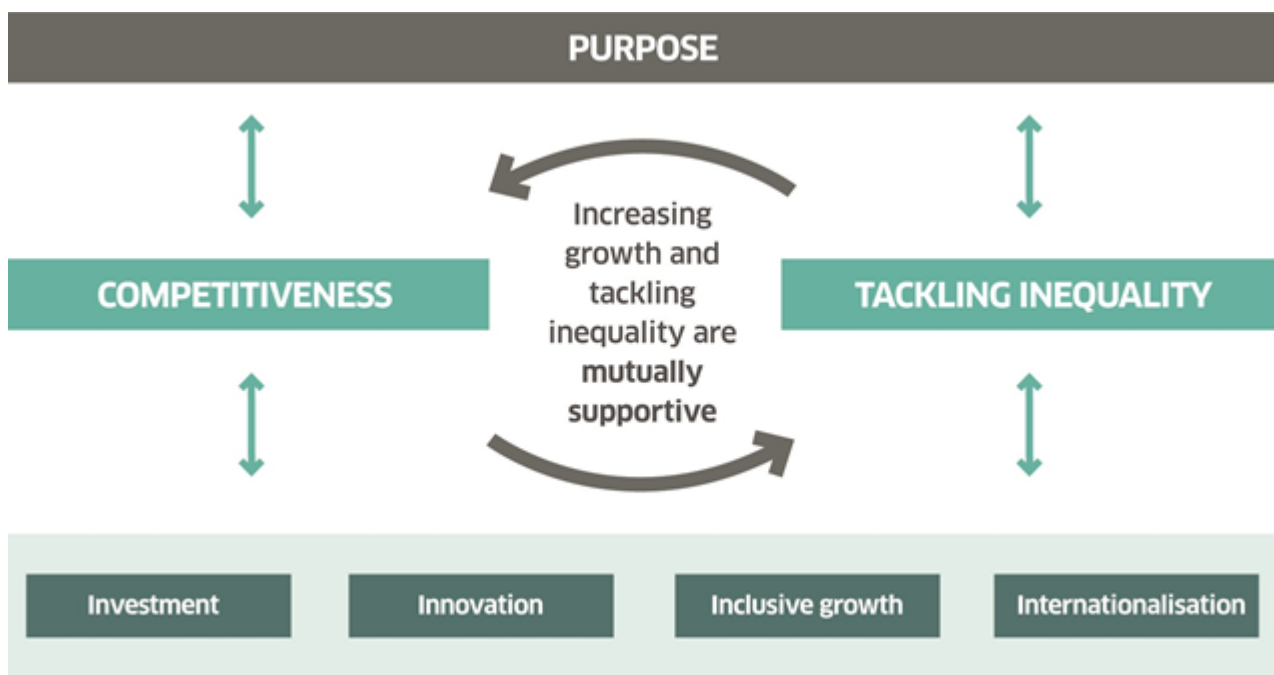 PURPOSE
COMPETITIVENESS
Increasing
growth and
tackling
inequality are
mutually
supportive
TACKLING INEQUALITY
Investment
Innovation
Inclusive growth
Internationalisation